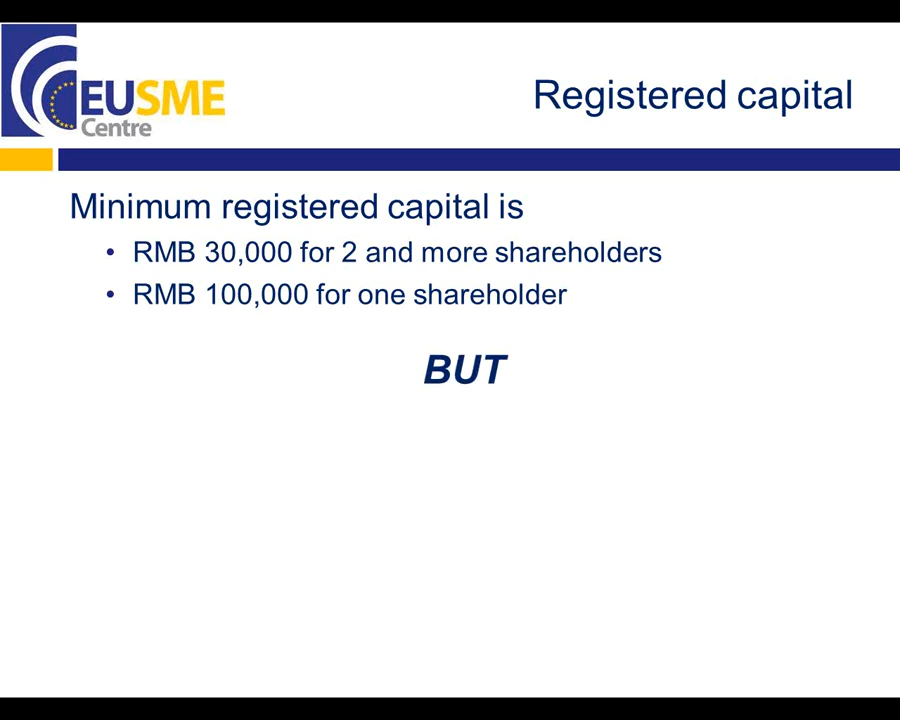 EUSME
Centre
Registered capital
Minimum registered capital is
• RMB 30,000 for 2 and more shareholders
• RMB 100,000 for one shareholder
BUT